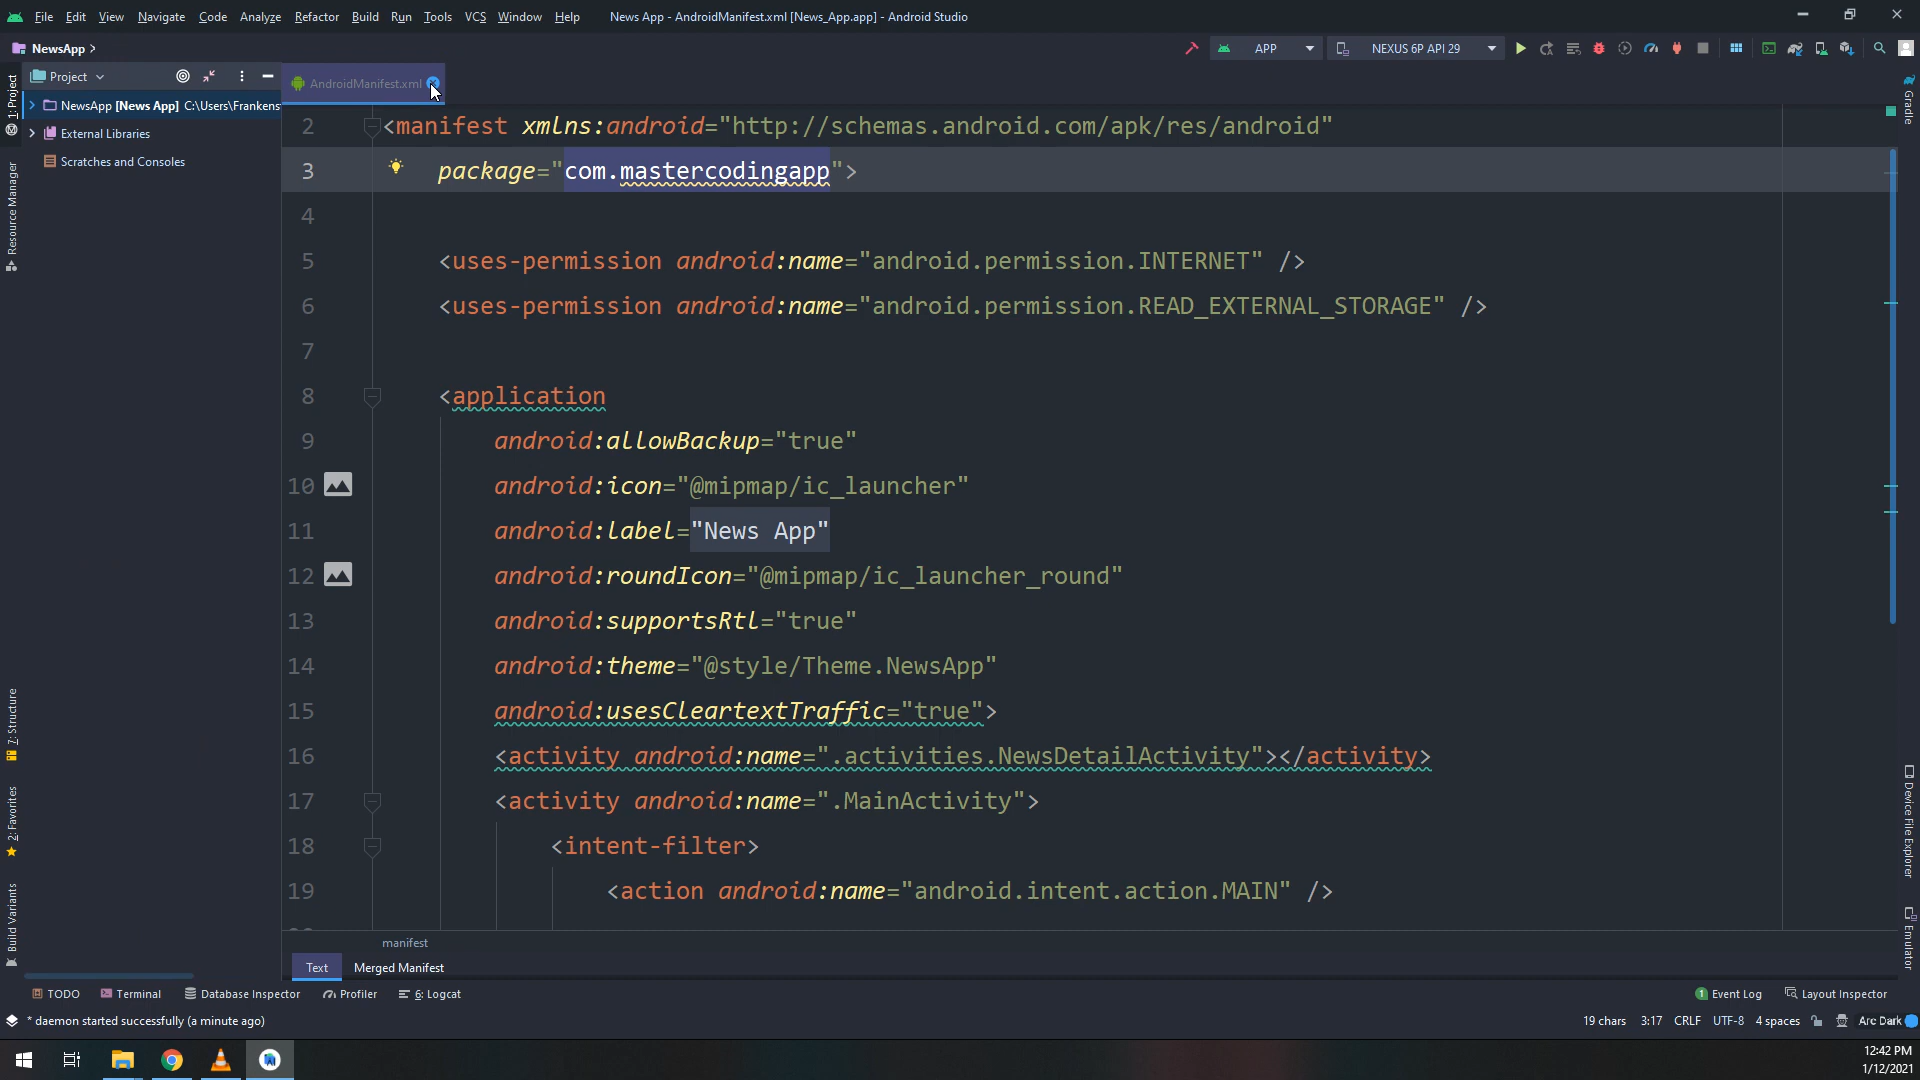 File Edit View Navigate Code Analyze Refactor Build Run Tools VCS Window Help News App - AndroidManifest.xml [News_App.app] - Android Studio
NewsApp
APP NEXUS 6P API 29
1: Project
Resource Manager
7: Structure
2: Favorites
Build Variants
Project
NewsApp [News App] C:\Users\Frankens
External Libraries
Scratches and Consoles
AndroidManifest.xml
2 <manifest xmlns:android="http://schemas.android.com/apk/res/android"
3 package="com.mastercodingapp">
4
5 <uses-permission android:name="android.permission.INTERNET" />
6 <uses-permission android:name="android.permission.READ_EXTERNAL_STORAGE" />
7
8 <application
9 android:allowBackup="true"
10 android:icon="@mipmap/ic_launcher"
11 android:label="News App"
12 android:roundIcon="@mipmap/ic_launcher_round"
13 android:supportsRtl="true"
14 android:theme="@style/Theme.NewsApp"
15 android:usesCleartextTraffic="true">
16 <activity android:name=".activities.NewsDetailActivity"></activity>
17 <activity android:name=".MainActivity">
18 <intent-filter>
19 <action android:name="android.intent.action.MAIN" />
manifest
Text Merged Manifest
Gradle
Device File Explorer
Emulator
TODO Terminal Database Inspector Profiler 6: Logcat 1 Event Log Layout Inspector
* daemon started successfully (a minute ago) 19 chars 3:17 CRLF UTF-8 4 spaces Arc Dark
12:42 PM
1/12/2021